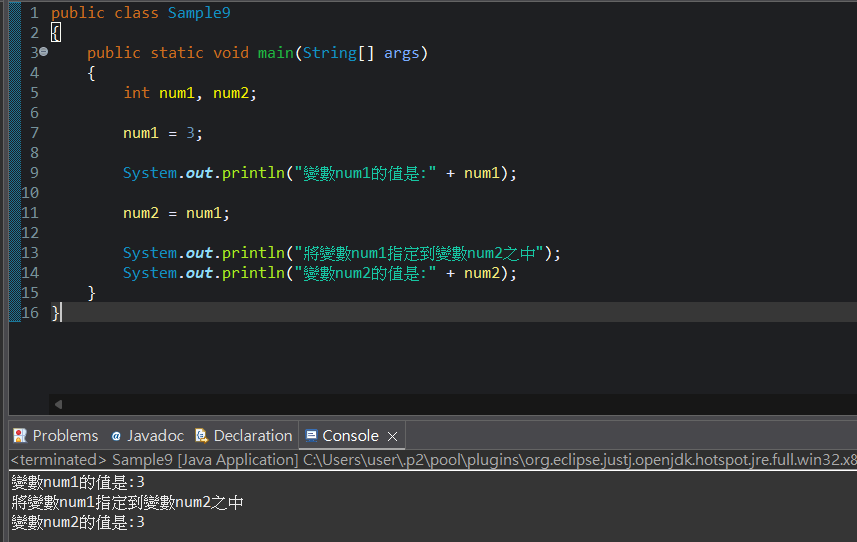 1 public class Sample9
2 {
3 public static void main(String[] args)
4 {
5 int num1, num2;
6
7 num1 = 3;
8
9 System.out.println("變數num1的值是:" + num1);
10
11 num2 = num1;
12
13 System.out.println("將變數num1指定到變數num2之中");
14 System.out.println("變數num2的值是:" + num2);
15 }
16 }
Problems Javadoc Declaration Console
<terminated> Sample9 [Java Application] C:\Users\user\.p2\pool\plugins\org.eclipse.justj.openjdk.hotspot.jre.full.win32.x8
變數num1的值是:3
將變數num1指定到變數num2之中
變數num2的值是:3